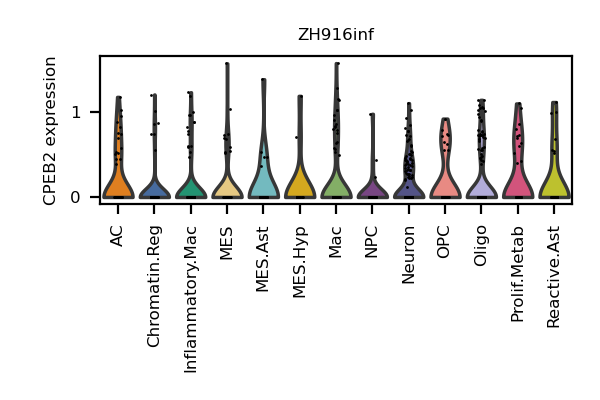 ZH916inf
CPEB2 expression
1
0
AC
Chromatin.Reg
Inflammatory.Mac
MES
MES.Ast
MES.Hyp
Mac
NPC
Neuron
OPC
Oligo
Prolif.Metab
Reactive.Ast